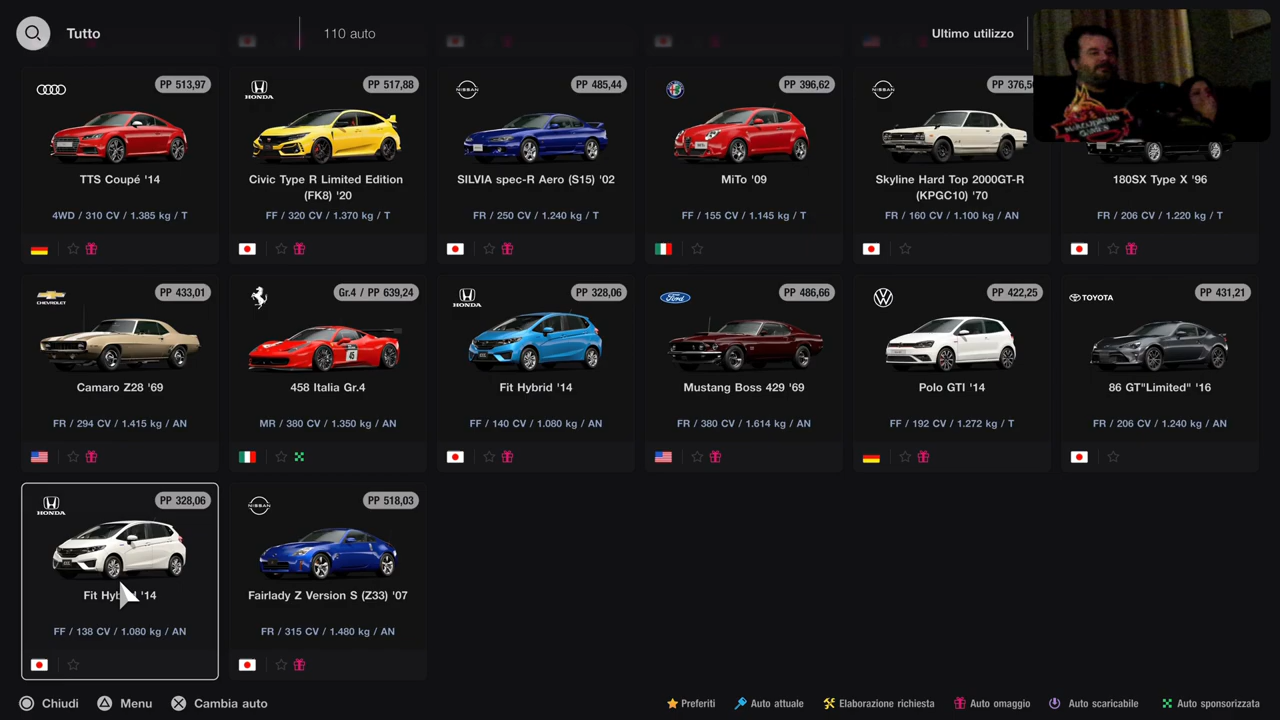 Tutto
110 auto
Ultimo utilizzo
PP 513,97
TTS Coupé '14
4WD / 310 CV / 1.385 kg / T
HONDA
PP 517,88
Civic Type R Limited Edition
(FK8) '20
FF / 320 CV / 1.370 kg / T
NISSAN
PP 485,44
SILVIA spec-R Aero (S15) '02
FR / 250 CV / 1.240 kg / T
PP 396,62
MiTo '09
FF / 155 CV / 1.145 kg / T
NISSAN
Skyline Hard Top 2000GT-R
(KPGC10) '70
FR / 160 CV / 1.100 kg / AN
180SX Type X '96
FR / 206 CV / 1.220 kg / T
CHEVROLET
PP 433,01
Camaro Z28 '69
FR / 294 CV / 1.415 kg / AN
Gr.4 / PP 639,24
45
458 Italia Gr.4
MR / 380 CV / 1.350 kg / AN
HONDA
PP 328,06
Fit Hybrid '14
FF / 140 CV / 1.080 kg / AN
Ford
PP 486,66
Mustang Boss 429 '69
FR / 380 CV / 1.614 kg / AN
PP 422,25
Polo GTI '14
FF / 192 CV / 1.272 kg / T
TOYOTA
PP 431,21
86 GT"Limited" '16
FR / 206 CV / 1.240 kg / AN
HONDA
PP 328,06
Fit '14
FF / 138 CV / 1.080 kg / AN
NISSAN
PP 518,03
Fairlady Z Version S (Z33) '07
FR / 315 CV / 1.480 kg / AN
Chiudi
Menu
Cambia auto
Preferiti
Auto attuale
Elaborazione richiesta
Auto omaggio
Auto scaricabile
Auto sponsorizzata